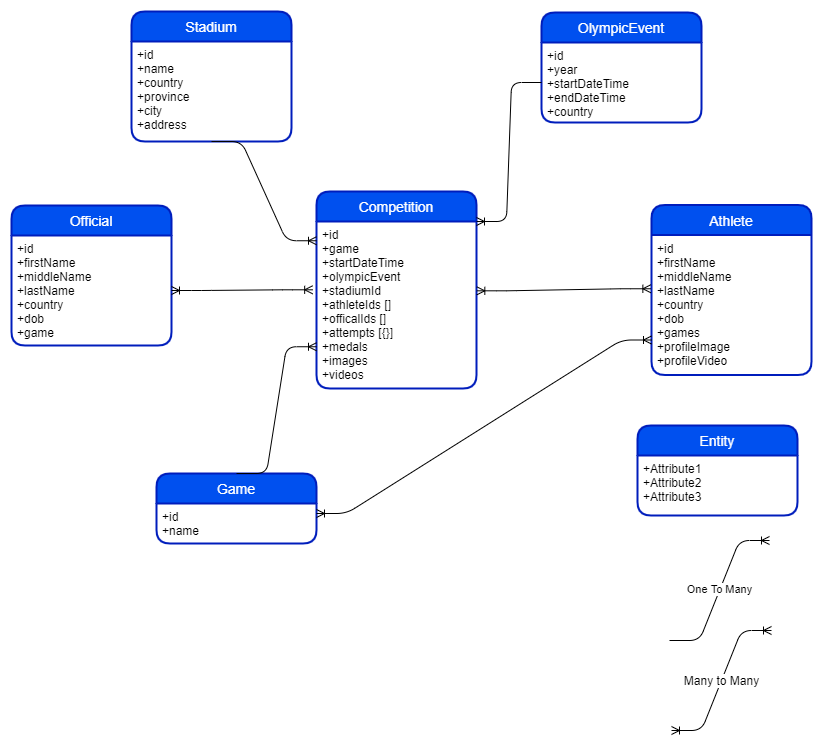 Stadium
+id
+name
+country
+province
+city
+address
OlympicEvent
+id
+year
+startDateTime
+endDateTime
+country
Official
+id
+firstName
+middleName
+lastName
+country
+dob
+game
Competition
+id
+game
+startDateTime
+olympicEvent
+stadiumId
+athleteIds []
+officalIds []
+attempts [{}]
+medals
+images
+videos
Athlete
+id
+firstName
+middleName
+lastName
+country
+dob
+games
+profileImage
+profileVideo
Game
+id
+name
Entity
+Attribute1
+Attribute2
+Attribute3
One To Many
Many to Many